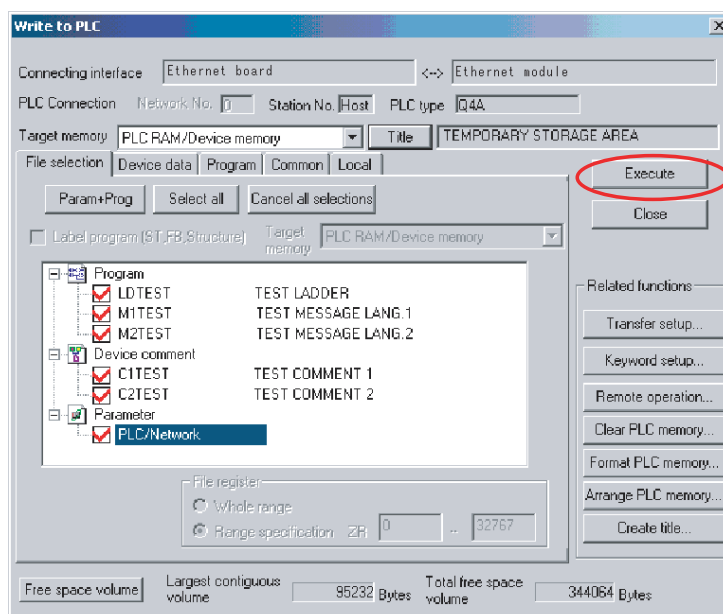 Write to PLC
Connecting interface Ethernet board <--> Ethernet module
PLC Connection Network No. 0 Station No. Host PLC type Q4A
Target memory PLC RAM/Device memory Title TEMPORARY STORAGE AREA
File selection Device data Program Common Local
Execute
Param+Prog Select all Cancel all selections
Close
Label program (ST,FB,Structure) Target memory PLC RAM/Device memory
Program
LDTEST TEST LADDER
M1TEST TEST MESSAGE LANG.1
M2TEST TEST MESSAGE LANG.2
Device comment
C1TEST TEST COMMENT 1
C2TEST TEST COMMENT 2
Parameter
PLC/Network
File register
Whole range
Range specification ZR 0 .. 32767
Related functions
Transfer setup...
Keyword setup...
Remote operation...
Clear PLC memory...
Format PLC memory...
Arrange PLC memory...
Create title...
Free space volume Largest contiguous volume 95232 Bytes Total free space volume 344064 Bytes